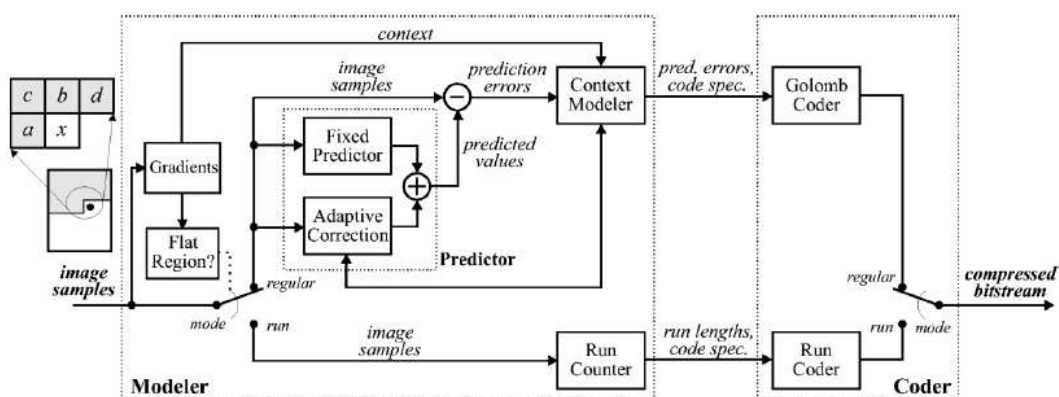 context
image
samples
prediction
errors
pred. errors,
code spec.
c b d
a x
Gradients
Flat
Region?
Fixed
Predictor
Adaptive
Correction
−
+
predicted
values
Predictor
Context
Modeler
Golomb
Coder
image
samples
mode
regular
run
image
samples
Run
Counter
run lengths,
code spec.
Run
Coder
regular
run
mode
compressed
bitstream
Modeler
Coder